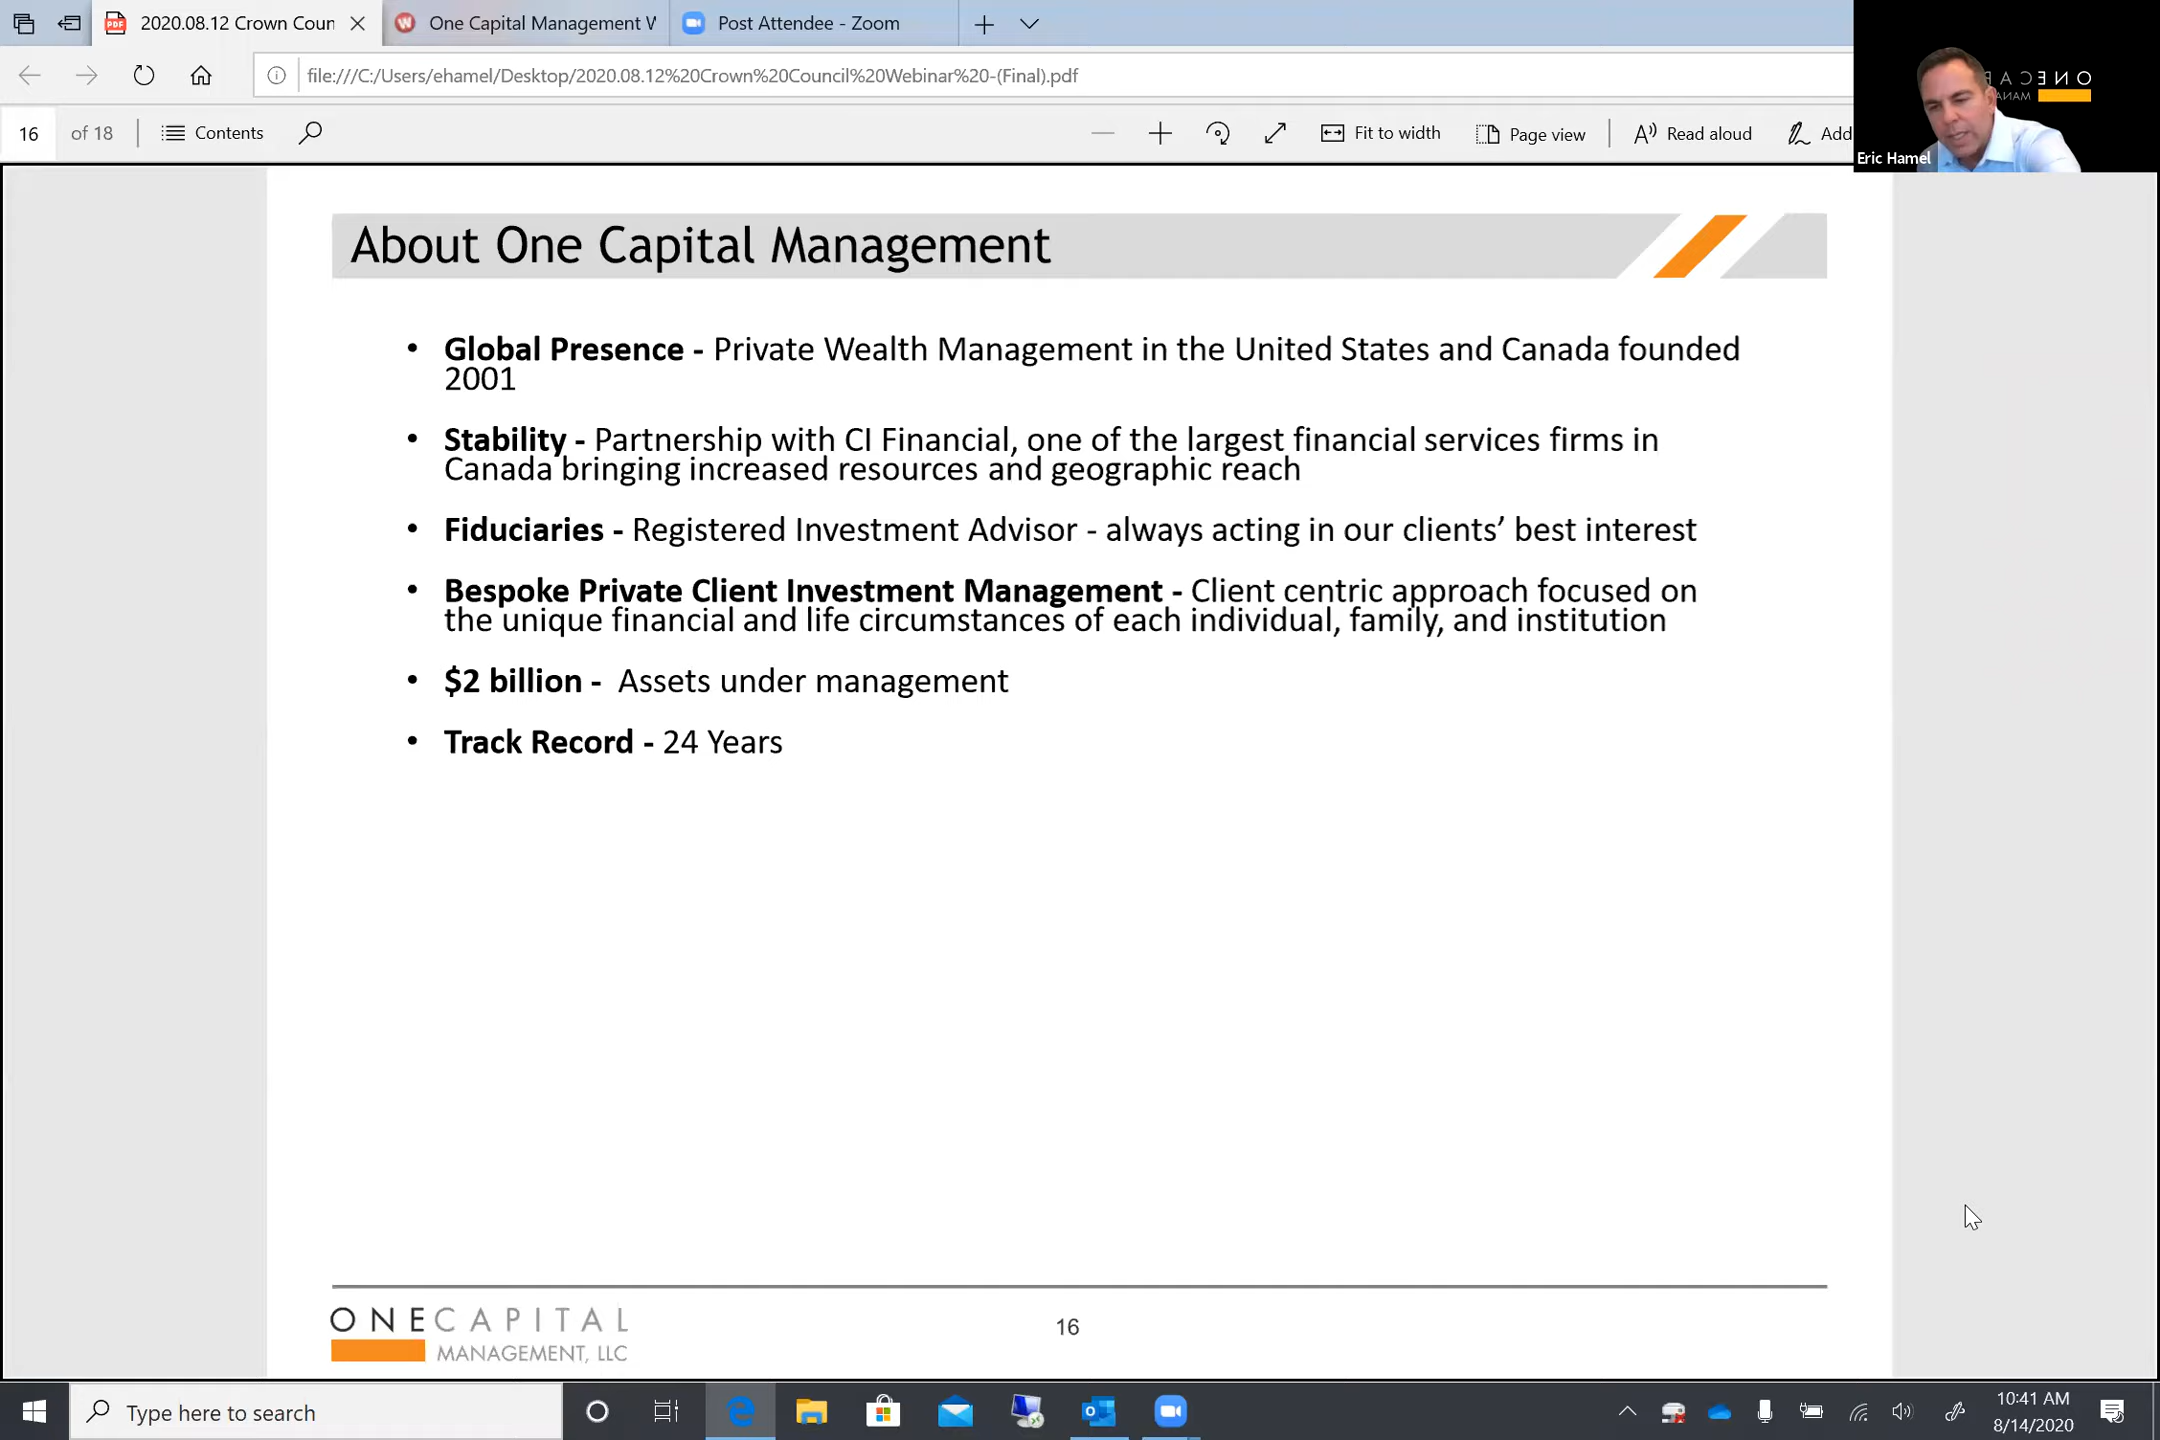 2020.08.12 Crown Coun
One Capital Management W
Post Attendee - Zoom
file:///C:/Users/ehamel/Desktop/2020.08.12%20Crown%20Council%20Webinar%20-(Final).pdf
16 of 18
Contents
Fit to width
Page view
Read aloud
Add
ONE CAP
MANA
Eric Hamel
About One Capital Management
• Global Presence - Private Wealth Management in the United States and Canada founded
2001
• Stability - Partnership with CI Financial, one of the largest financial services firms in
Canada bringing increased resources and geographic reach
• Fiduciaries - Registered Investment Advisor - always acting in our clients’ best interest
• Bespoke Private Client Investment Management - Client centric approach focused on
the unique financial and life circumstances of each individual, family, and institution
• $2 billion - Assets under management
• Track Record - 24 Years
ONECAPITAL
MANAGEMENT, LLC
16
Type here to search
10:41 AM
8/14/2020